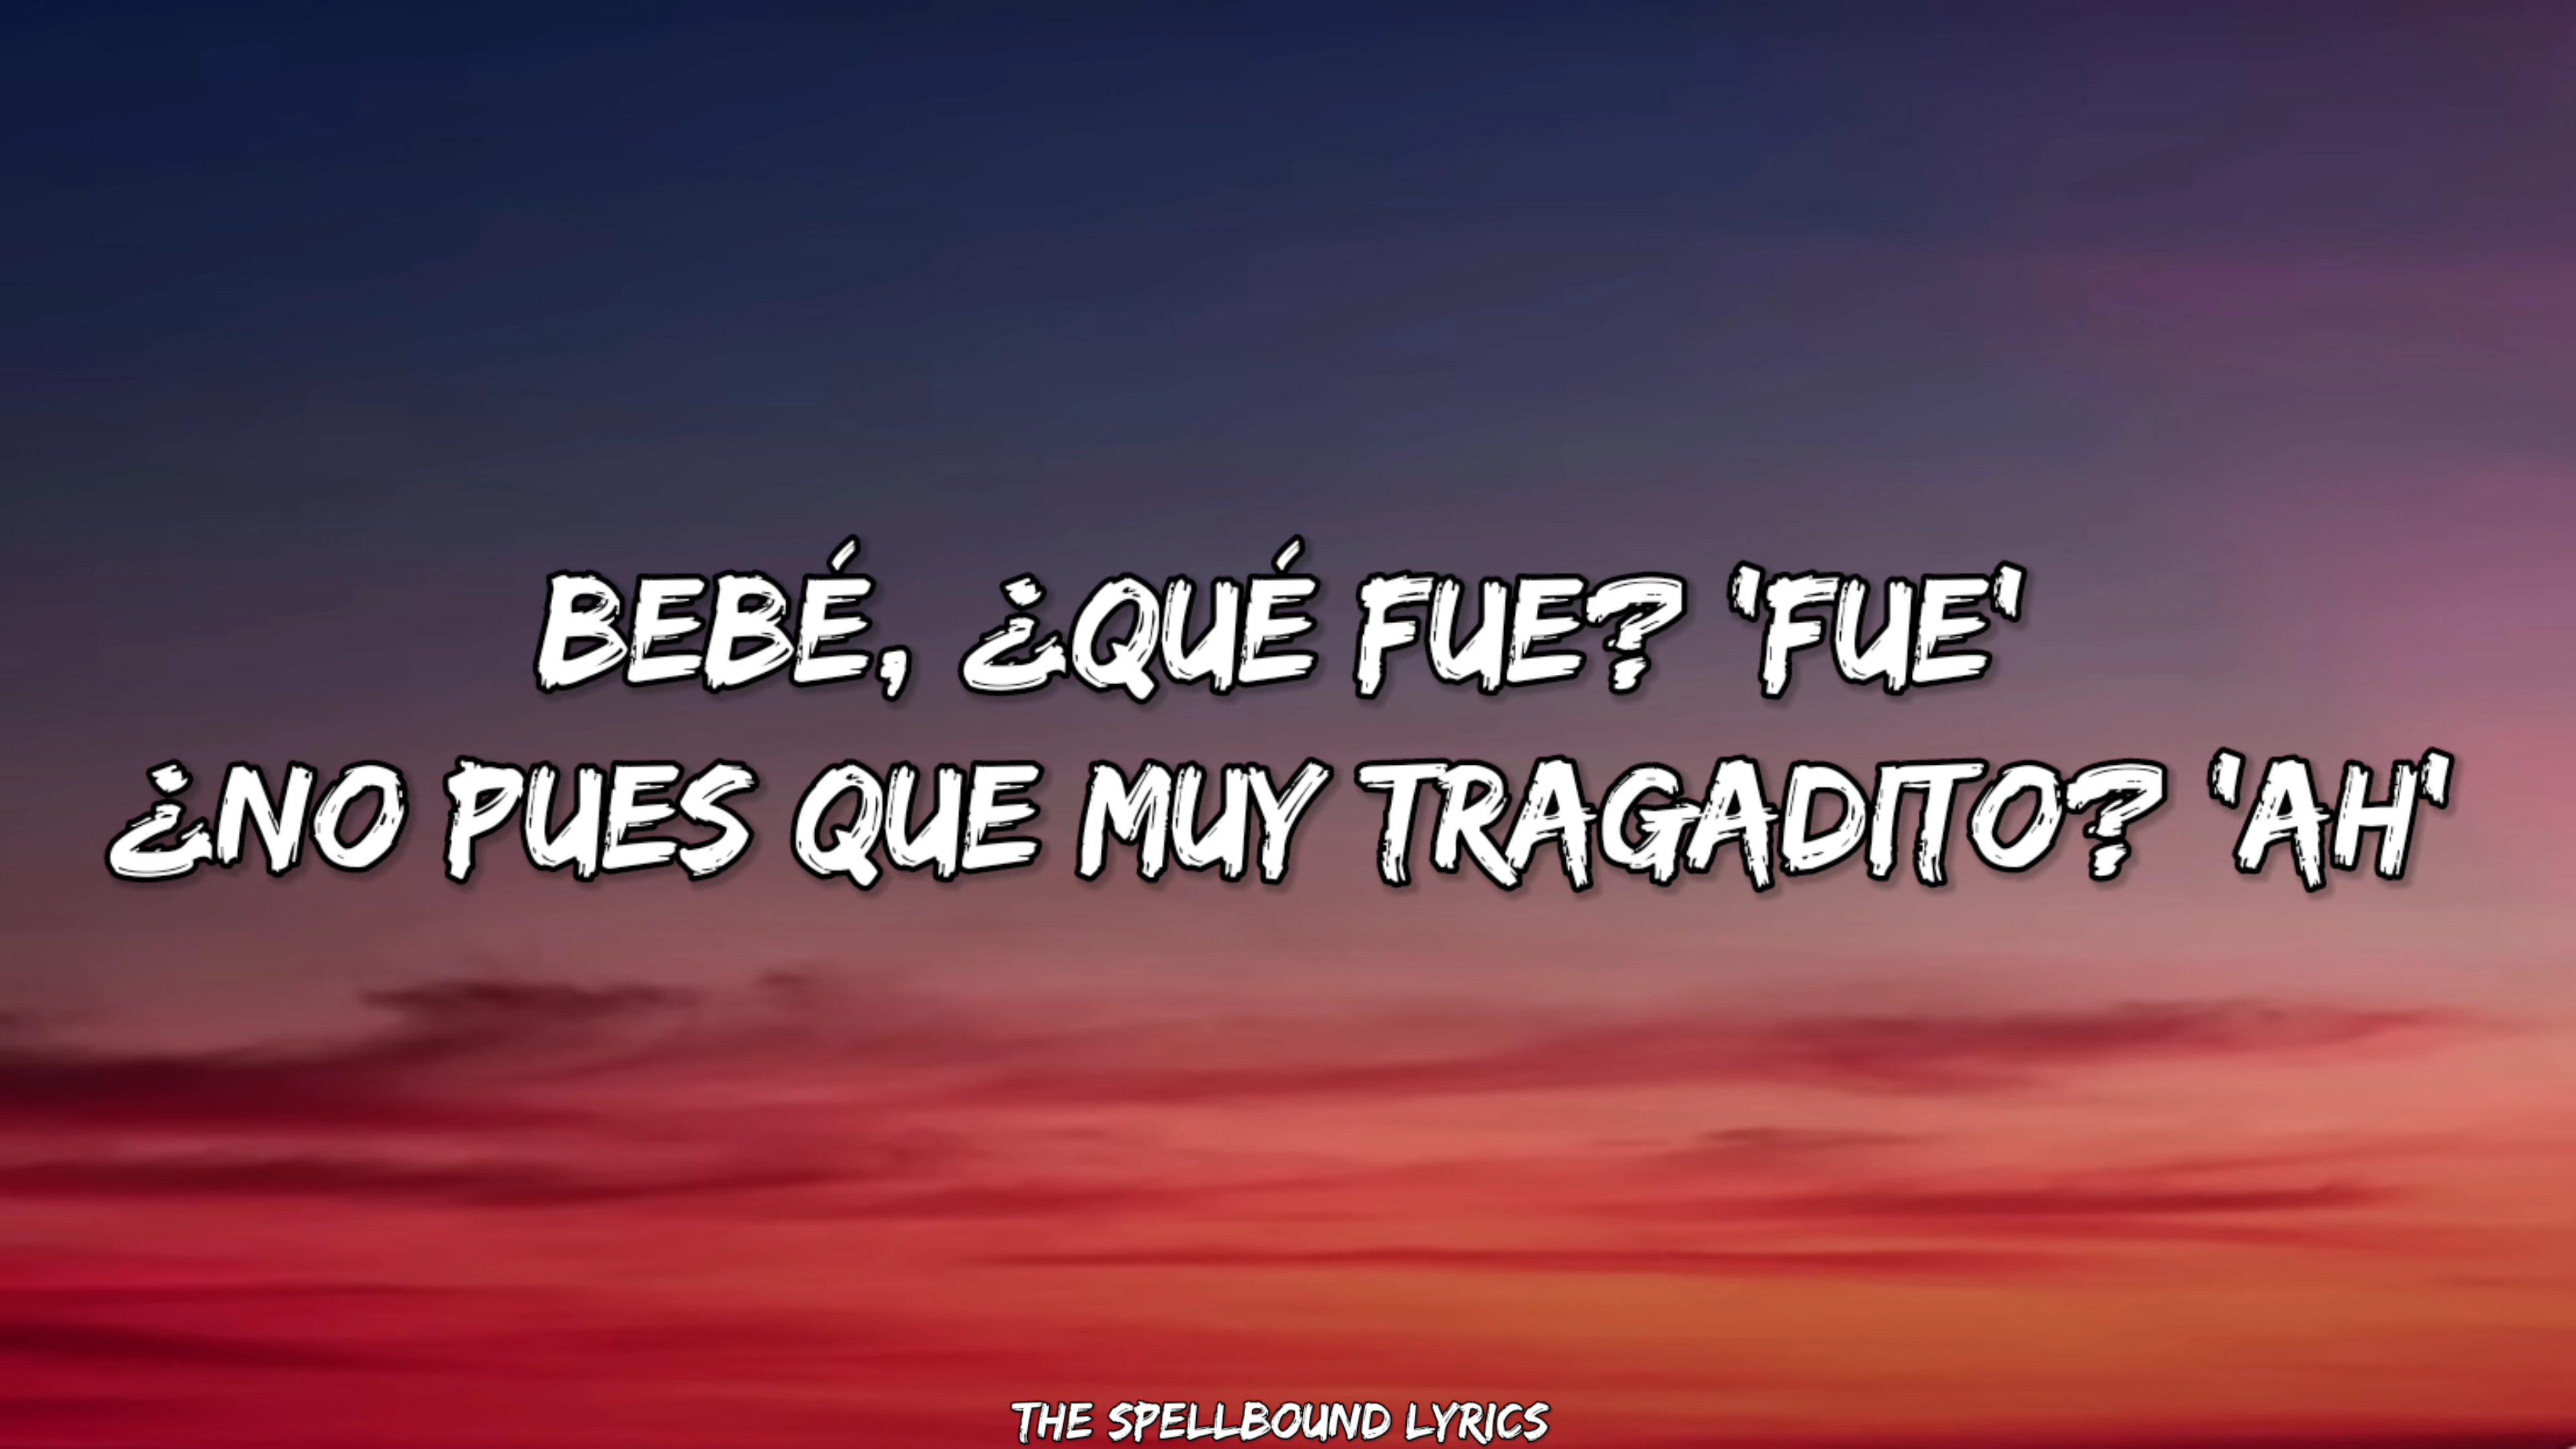 BEBÉ, ¿QUÉ FUE? 'FUE'
¿NO PUES QUE MUY TRAGADITO? 'AH'
THE SPELLBOUND LYRICS